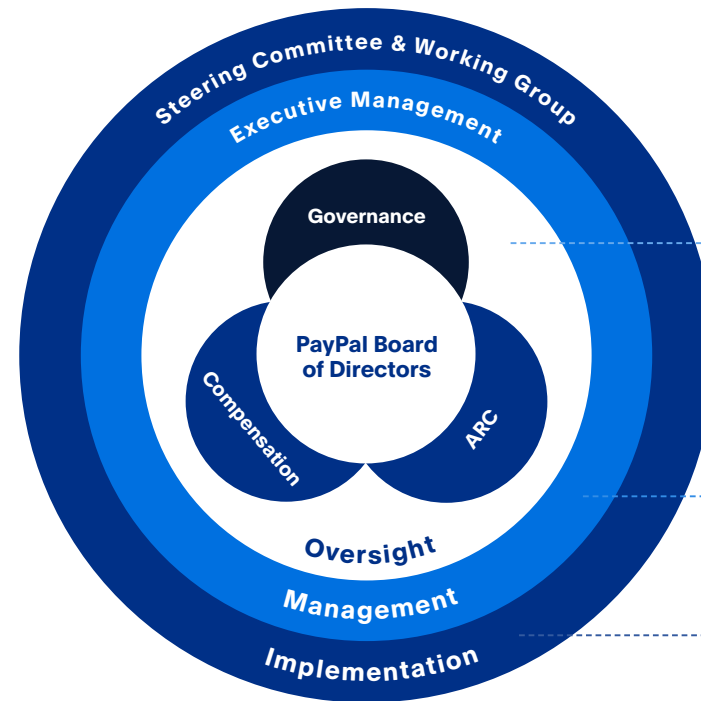 Steering Committee & Working Group
Executive Management
Governance
PayPal Board
of Directors
Compensation
ARC
Oversight
Management
Implementation